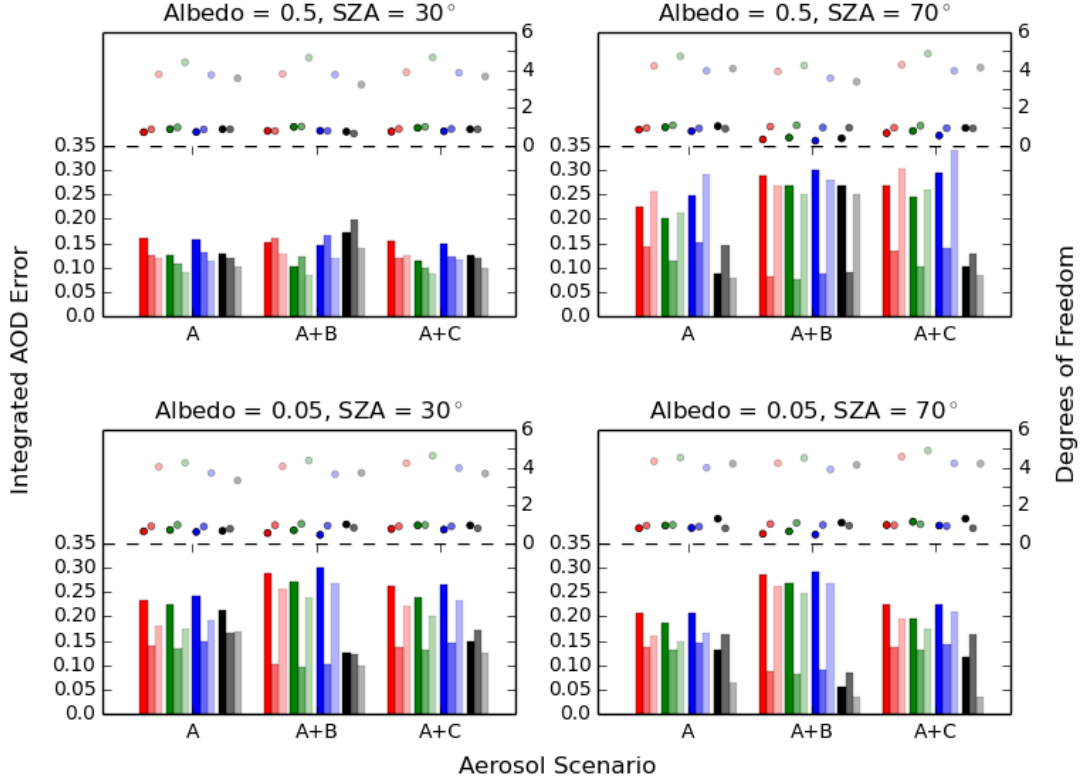 Albedo = 0.5, SZA = 30°
Albedo = 0.5, SZA = 70°
6
4
2
0
0.35
0.30
0.25
0.20
0.15
0.10
0.05
0.0
A
A+B
A+C
6
4
2
0
0.35
0.30
0.25
0.20
0.15
0.10
0.05
0.0
A
A+B
A+C
Integrated AOD Error
Degrees of Freedom
Albedo = 0.05, SZA = 30°
Albedo = 0.05, SZA = 70°
6
4
2
0
0.35
0.30
0.25
0.20
0.15
0.10
0.05
0.0
A
A+B
A+C
6
4
2
0
0.35
0.30
0.25
0.20
0.15
0.10
0.05
0.0
A
A+B
A+C
Aerosol Scenario